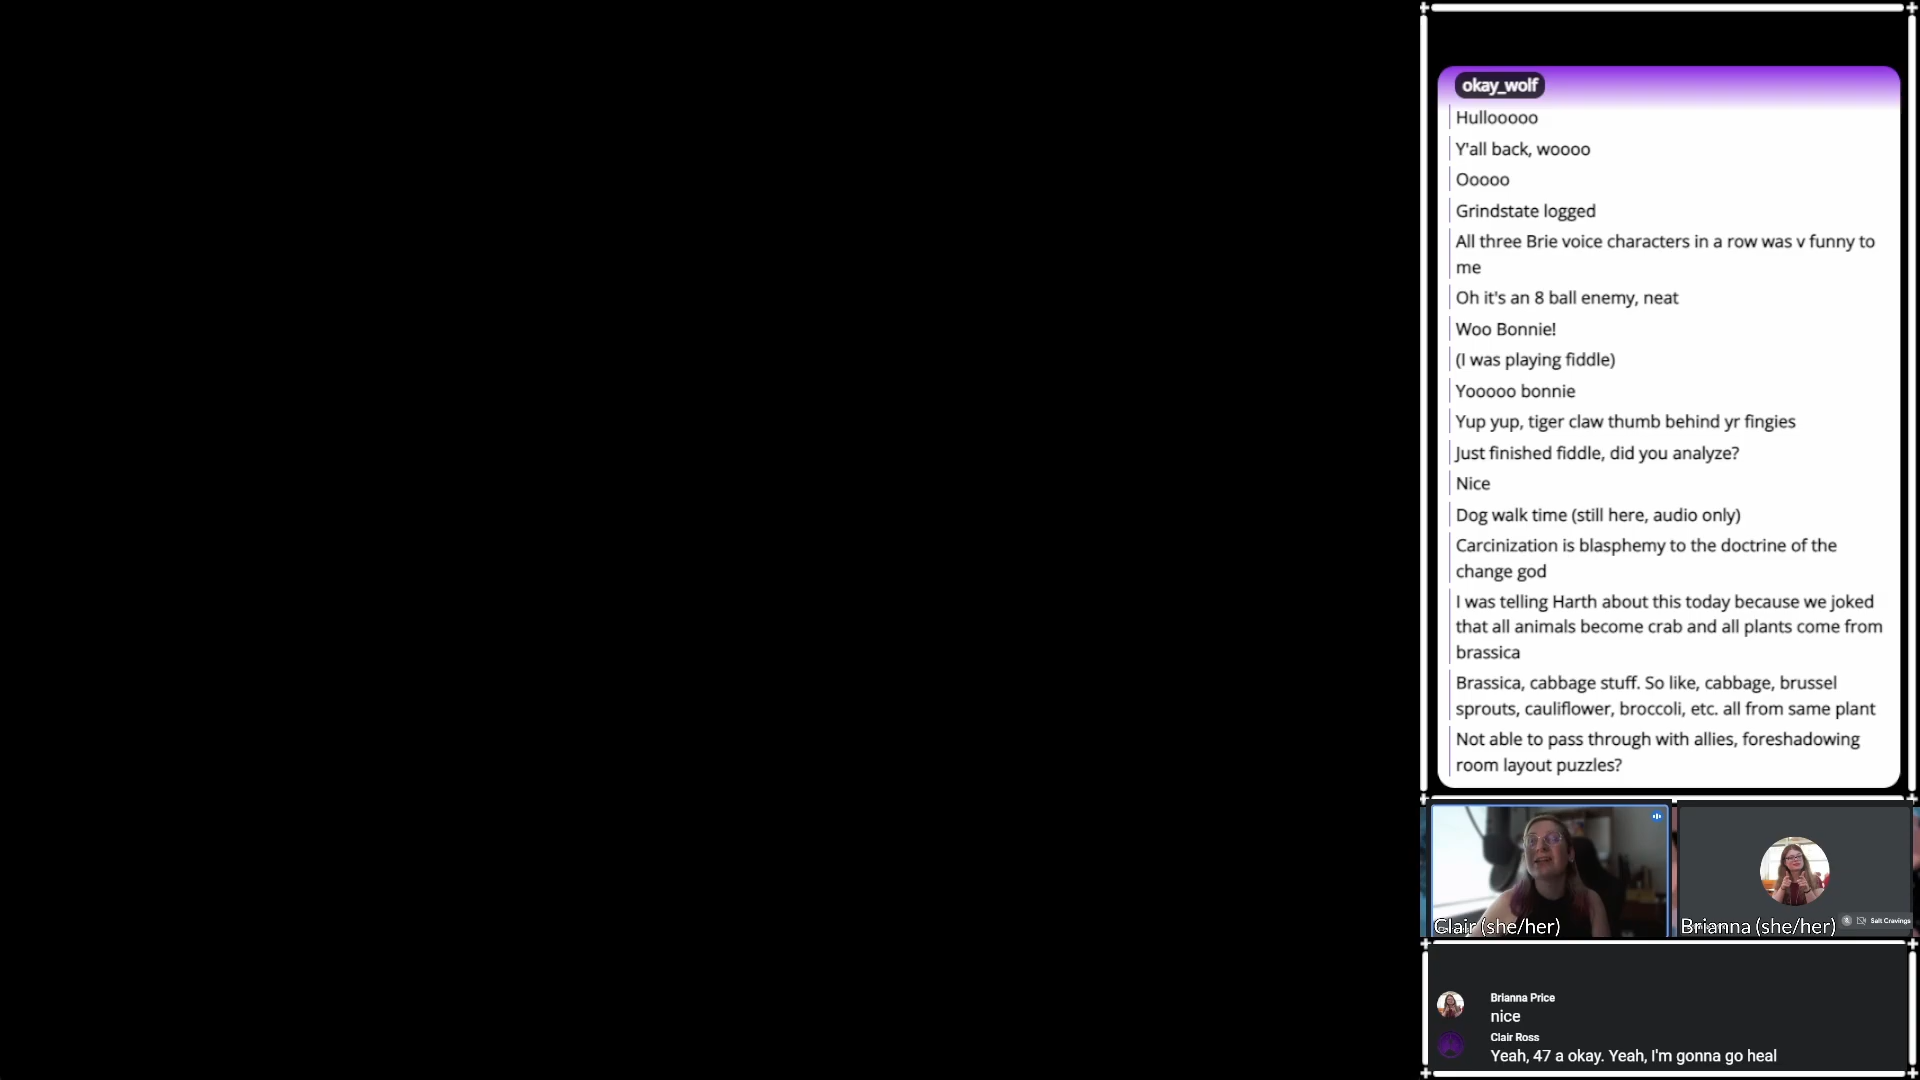 okay_wolf
Hullooooo
Y'all back, woooo
Ooooo
Grindstate logged
All three Brie voice characters in a row was v funny to
me
Oh it's an 8 ball enemy, neat
Woo Bonnie!
(I was playing fiddle)
Yooooo bonnie
Yup yup, tiger claw thumb behind yr fingies
Just finished fiddle, did you analyze?
Nice
Dog walk time (still here, audio only)
Carcinization is blasphemy to the doctrine of the
change god
I was telling Harth about this today because we joked
that all animals become crab and all plants come from
brassica
Brassica, cabbage stuff. So like, cabbage, brussel
sprouts, cauliflower, broccoli, etc. all from same plant
Not able to pass through with allies, foreshadowing
room layout puzzles?
Clair (she/her)
Brianna (she/her)
Salt Cravings
Brianna Price
nice
Clair Ross
Yeah, 47 a okay. Yeah, I'm gonna go heal